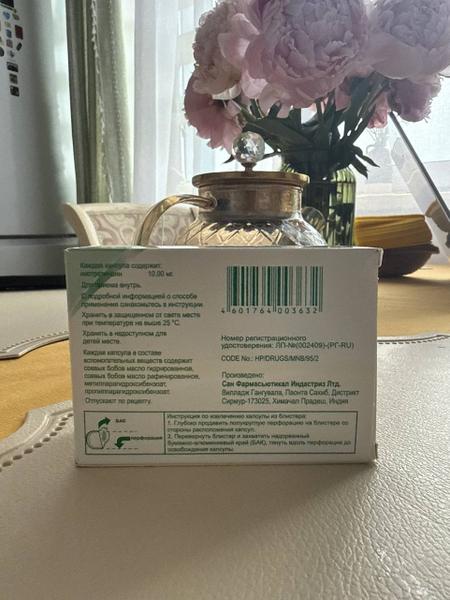 Каждая капсула содержит:
изотретиноин 10,00 мг.
Для приема внутрь.
С подробной информацией о способе
применения ознакомьтесь в инструкции.
Хранить в защищенном от света месте
при температуре не выше 25 °С.
Хранить в недоступном для
детей месте.
Каждая капсула в составе
вспомогательных веществ содержит
соевых бобов масло гидрированное,
соевых бобов масло рафинированное,
метилпарагидроксибензоат,
пропилпарагидроксибензоат.
Отпускают по рецепту.
4 601764 003632
Номер регистрационного
удостоверения: ЛП-№(002409)-(РГ-RU)
CODE No.: HP/DRUGS/MNB/95/2
Произведено:
Сан Фармасьютикал Индастриз Лтд.
Вилладж Гангувала, Паонта Сахиб, Дистрикт
Сирмур-173025, Химачал Прадеш, Индия
БАК
перфорация
Инструкция по извлечению капсулы из блистера:
1. Глубоко продавить полукруглую перфорацию на блистере со
стороны расположения капсул.
2. Перевернуть блистер и захватить надорванный
бумажно-алюминиевый край (БАК), тянуть вдоль перфорации до
освобождения капсулы.